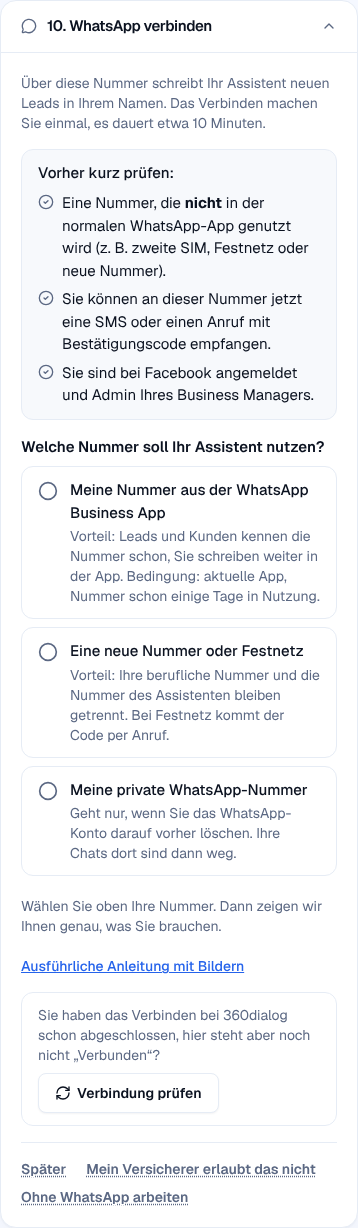 10. WhatsApp verbinden
Über diese Nummer schreibt Ihr Assistent neuen
Leads in Ihrem Namen. Das Verbinden machen
Sie einmal, es dauert etwa 10 Minuten.
Vorher kurz prüfen:
Eine Nummer, die nicht in der
normalen WhatsApp-App genutzt
wird (z. B. zweite SIM, Festnetz oder
neue Nummer).
Sie können an dieser Nummer jetzt
eine SMS oder einen Anruf mit
Bestätigungscode empfangen.
Sie sind bei Facebook angemeldet
und Admin Ihres Business Managers.
Welche Nummer soll Ihr Assistent nutzen?
Meine Nummer aus der WhatsApp
Business App
Vorteil: Leads und Kunden kennen die
Nummer schon, Sie schreiben weiter in
der App. Bedingung: aktuelle App,
Nummer schon einige Tage in Nutzung.
Eine neue Nummer oder Festnetz
Vorteil: Ihre berufliche Nummer und die
Nummer des Assistenten bleiben
getrennt. Bei Festnetz kommt der
Code per Anruf.
Meine private WhatsApp-Nummer
Geht nur, wenn Sie das WhatsApp-
Konto darauf vorher löschen. Ihre
Chats dort sind dann weg.
Wählen Sie oben Ihre Nummer. Dann zeigen wir
Ihnen genau, was Sie brauchen.
Ausführliche Anleitung mit Bildern
Sie haben das Verbinden bei 360dialog
schon abgeschlossen, hier steht aber noch
nicht „Verbunden“?
Verbindung prüfen
Später Mein Versicherer erlaubt das nicht
Ohne WhatsApp arbeiten